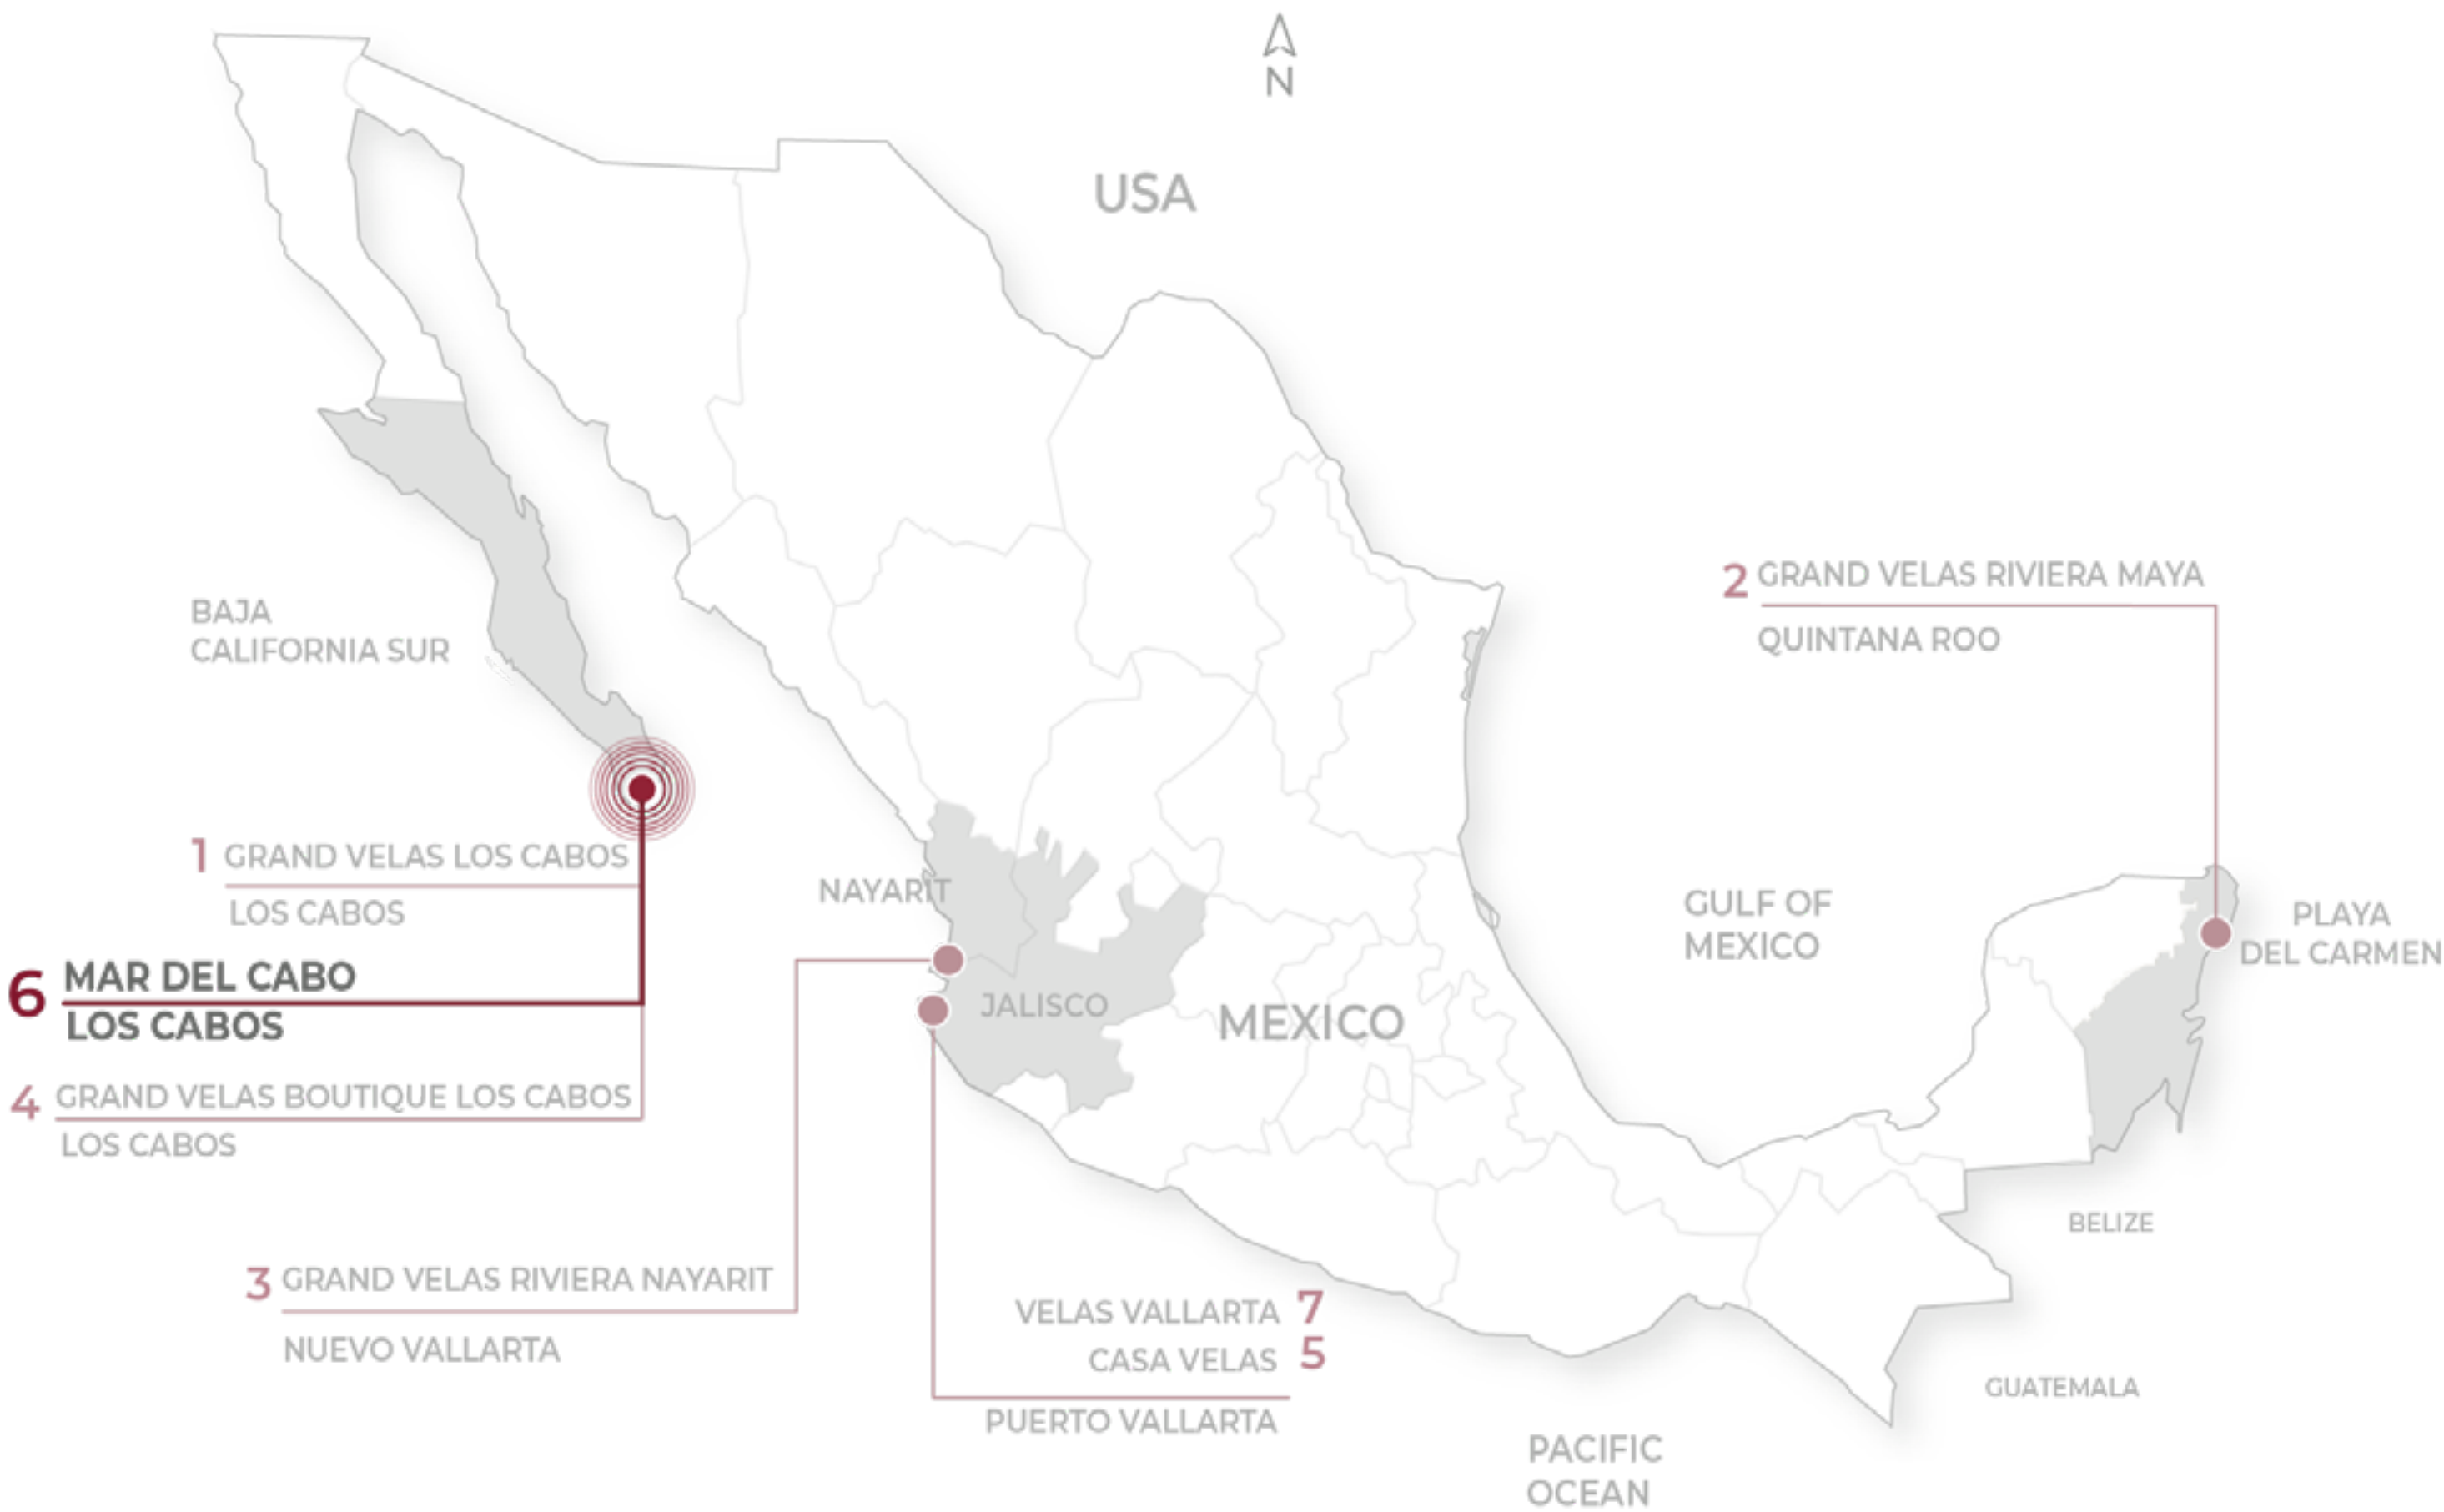 N
USA
2 GRAND VELAS RIVIERA MAYA
QUINTANA ROO
BAJA
CALIFORNIA SUR
1 GRAND VELAS LOS CABOS
LOS CABOS
6 MAR DEL CABO
LOS CABOS
4 GRAND VELAS BOUTIQUE LOS CABOS
LOS CABOS
NAYARIT
JALISCO
MEXICO
GULF OF
MEXICO
PLAYA
DEL CARMEN
BELIZE
GUATEMALA
3 GRAND VELAS RIVIERA NAYARIT
NUEVO VALLARTA
VELAS VALLARTA 7
CASA VELAS 5
PUERTO VALLARTA
PACIFIC
OCEAN